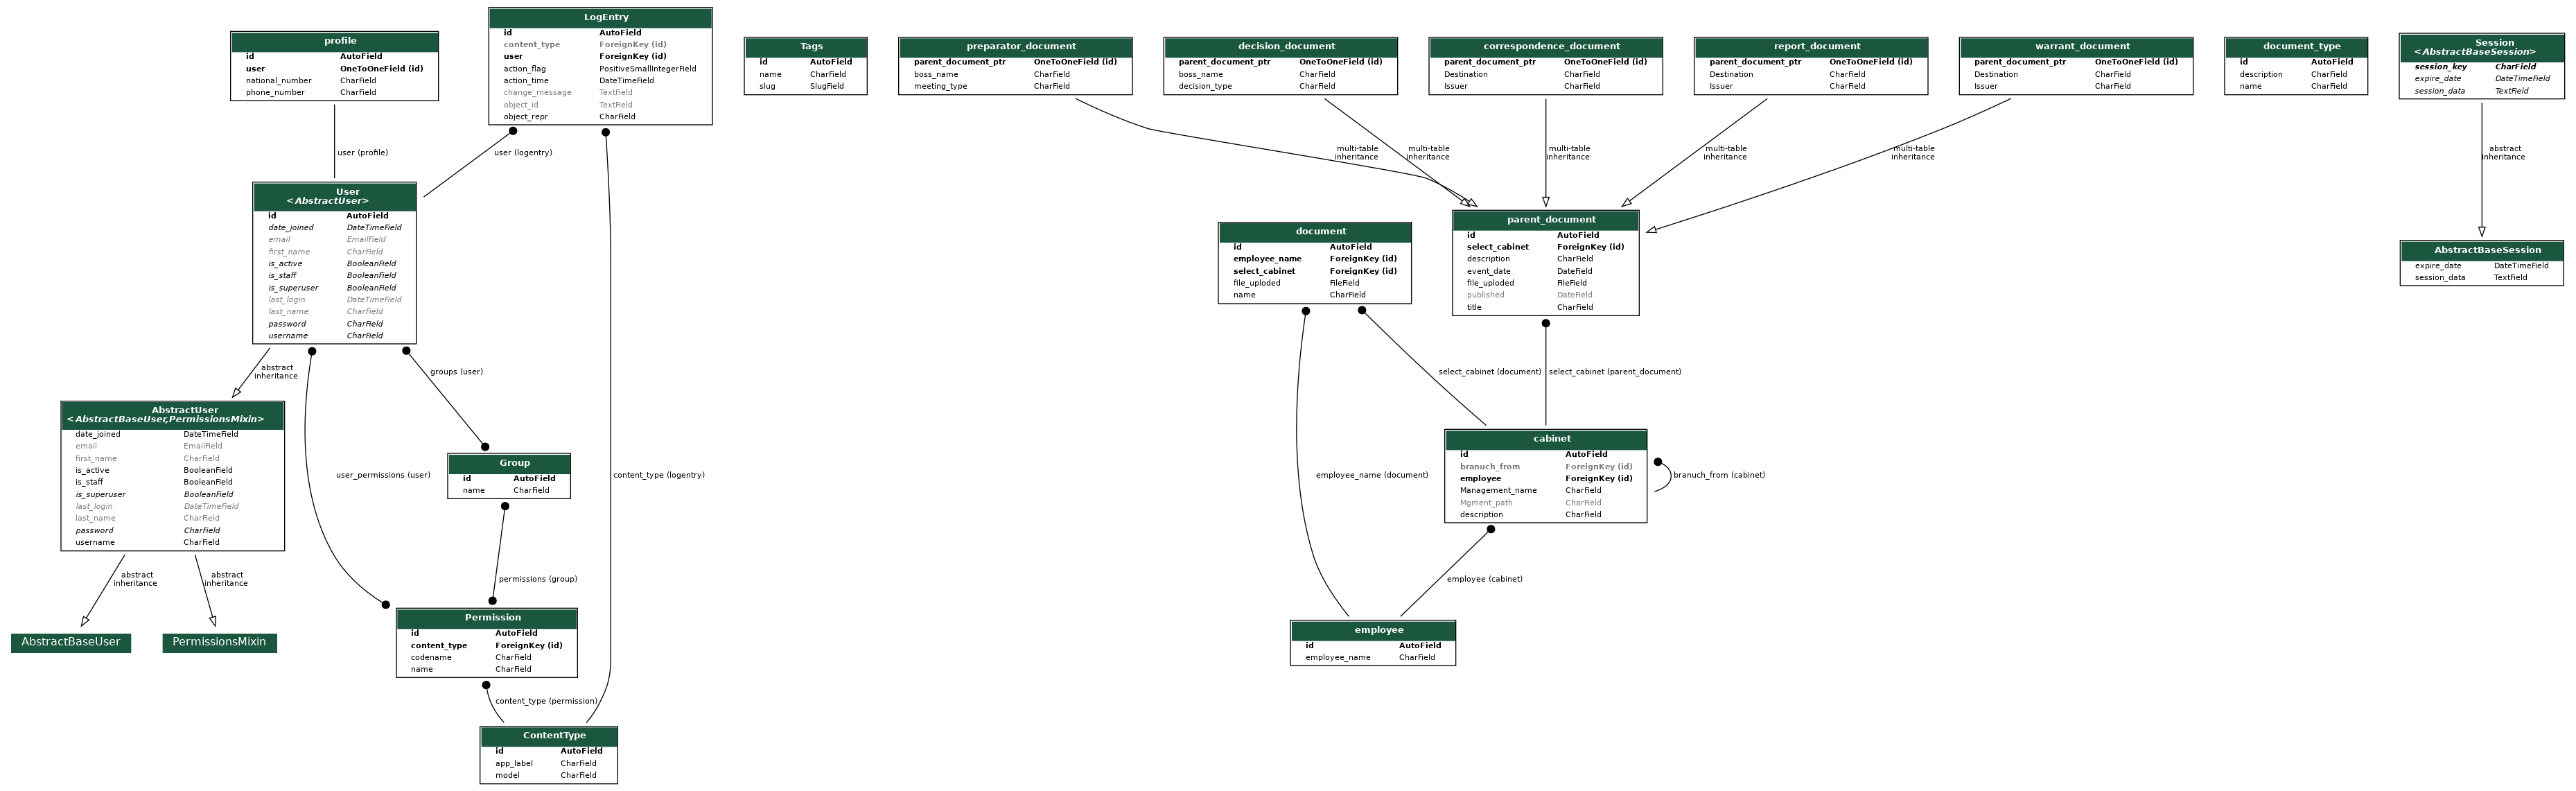 profile
id AutoField
user OneToOneField (id)
national_number CharField
phone_number CharField
LogEntry
id AutoField
content_type ForeignKey (id)
user ForeignKey (id)
action_flag PositiveSmallIntegerField
action_time DateTimeField
change_message TextField
object_id TextField
object_repr CharField
Tags
id AutoField
name CharField
slug SlugField
preparator_document
parent_document_ptr OneToOneField (id)
boss_name CharField
meeting_type CharField
decision_document
parent_document_ptr OneToOneField (id)
boss_name CharField
decision_type CharField
correspondence_document
parent_document_ptr OneToOneField (id)
Destination CharField
Issuer CharField
report_document
parent_document_ptr OneToOneField (id)
Destination CharField
Issuer CharField
warrant_document
parent_document_ptr OneToOneField (id)
Destination CharField
Issuer CharField
document_type
id AutoField
description CharField
name CharField
Session
<AbstractBaseSession>
session_key CharField
expire_date DateTimeField
session_data TextField
user (profile)
user (logentry)
multi-table
inheritance
multi-table
inheritance
multi-table
inheritance
multi-table
inheritance
multi-table
inheritance
abstract
inheritance
User
<AbstractUser>
id AutoField
date_joined DateTimeField
email EmailField
first_name CharField
is_active BooleanField
is_staff BooleanField
is_superuser BooleanField
last_login DateTimeField
last_name CharField
password CharField
username CharField
document
id AutoField
employee_name ForeignKey (id)
select_cabinet ForeignKey (id)
file_uploded FileField
name CharField
parent_document
id AutoField
select_cabinet ForeignKey (id)
description CharField
event_date DateField
file_uploded FileField
published DateField
title CharField
AbstractBaseSession
expire_date DateTimeField
session_data TextField
abstract
inheritance
groups (user)
select_cabinet (document)
select_cabinet (parent_document)
AbstractUser
<AbstractBaseUser,PermissionsMixin>
date_joined DateTimeField
email EmailField
first_name CharField
is_active BooleanField
is_staff BooleanField
is_superuser BooleanField
last_login DateTimeField
last_name CharField
password CharField
username CharField
user_permissions (user)
Group
id AutoField
name CharField
content_type (logentry)
employee_name (document)
cabinet
id AutoField
branuch_from ForeignKey (id)
employee ForeignKey (id)
Management_name CharField
Mgment_path CharField
description CharField
branuch_from (cabinet)
abstract
inheritance
abstract
inheritance
permissions (group)
employee (cabinet)
AbstractBaseUser
PermissionsMixin
Permission
id AutoField
content_type ForeignKey (id)
codename CharField
name CharField
employee
id AutoField
employee_name CharField
content_type (permission)
ContentType
id AutoField
app_label CharField
model CharField